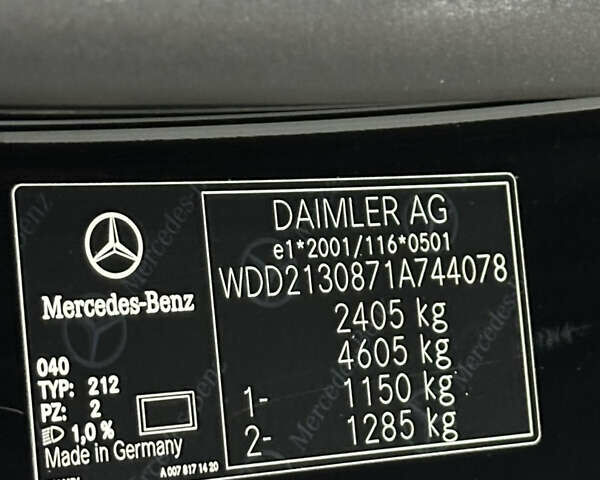 DAIMLER AG
e1*2001/116*0501
WDD2130871A744078
2405 kg
4605 kg
1- 1150 kg
2- 1285 kg
Mercedes-Benz
040
TYP: 212
PZ: 2
1,0 %
Made in Germany
A 007 817 14 20